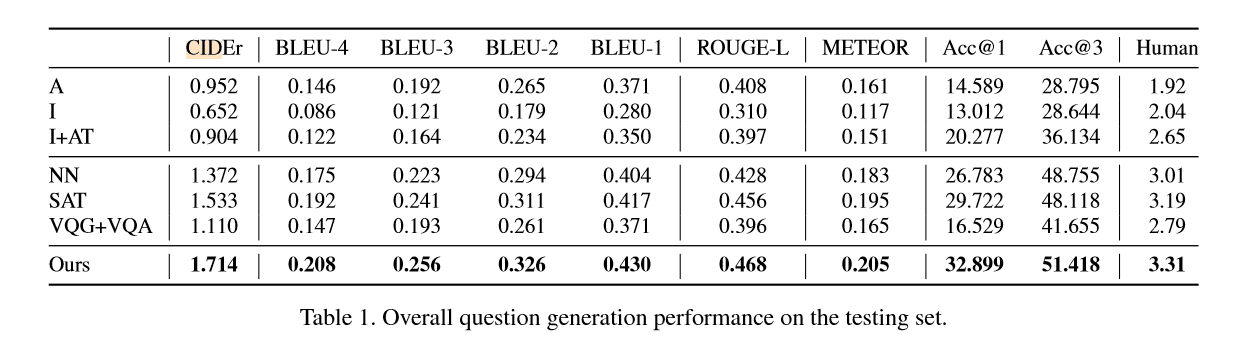 CIDEr BLEU-4 BLEU-3 BLEU-2 BLEU-1 ROUGE-L METEOR Acc@1 Acc@3 Human
A 0.952 0.146 0.192 0.265 0.371 0.408 0.161 14.589 28.795 1.92
I 0.652 0.086 0.121 0.179 0.280 0.310 0.117 13.012 28.644 2.04
I+AT 0.904 0.122 0.164 0.234 0.350 0.397 0.151 20.277 36.134 2.65
NN 1.372 0.175 0.223 0.294 0.404 0.428 0.183 26.783 48.755 3.01
SAT 1.533 0.192 0.241 0.311 0.417 0.456 0.195 29.722 48.118 3.19
VQG+VQA 1.110 0.147 0.193 0.261 0.371 0.396 0.165 16.529 41.655 2.79
Ours 1.714 0.208 0.256 0.326 0.430 0.468 0.205 32.899 51.418 3.31
Table 1. Overall question generation performance on the testing set.